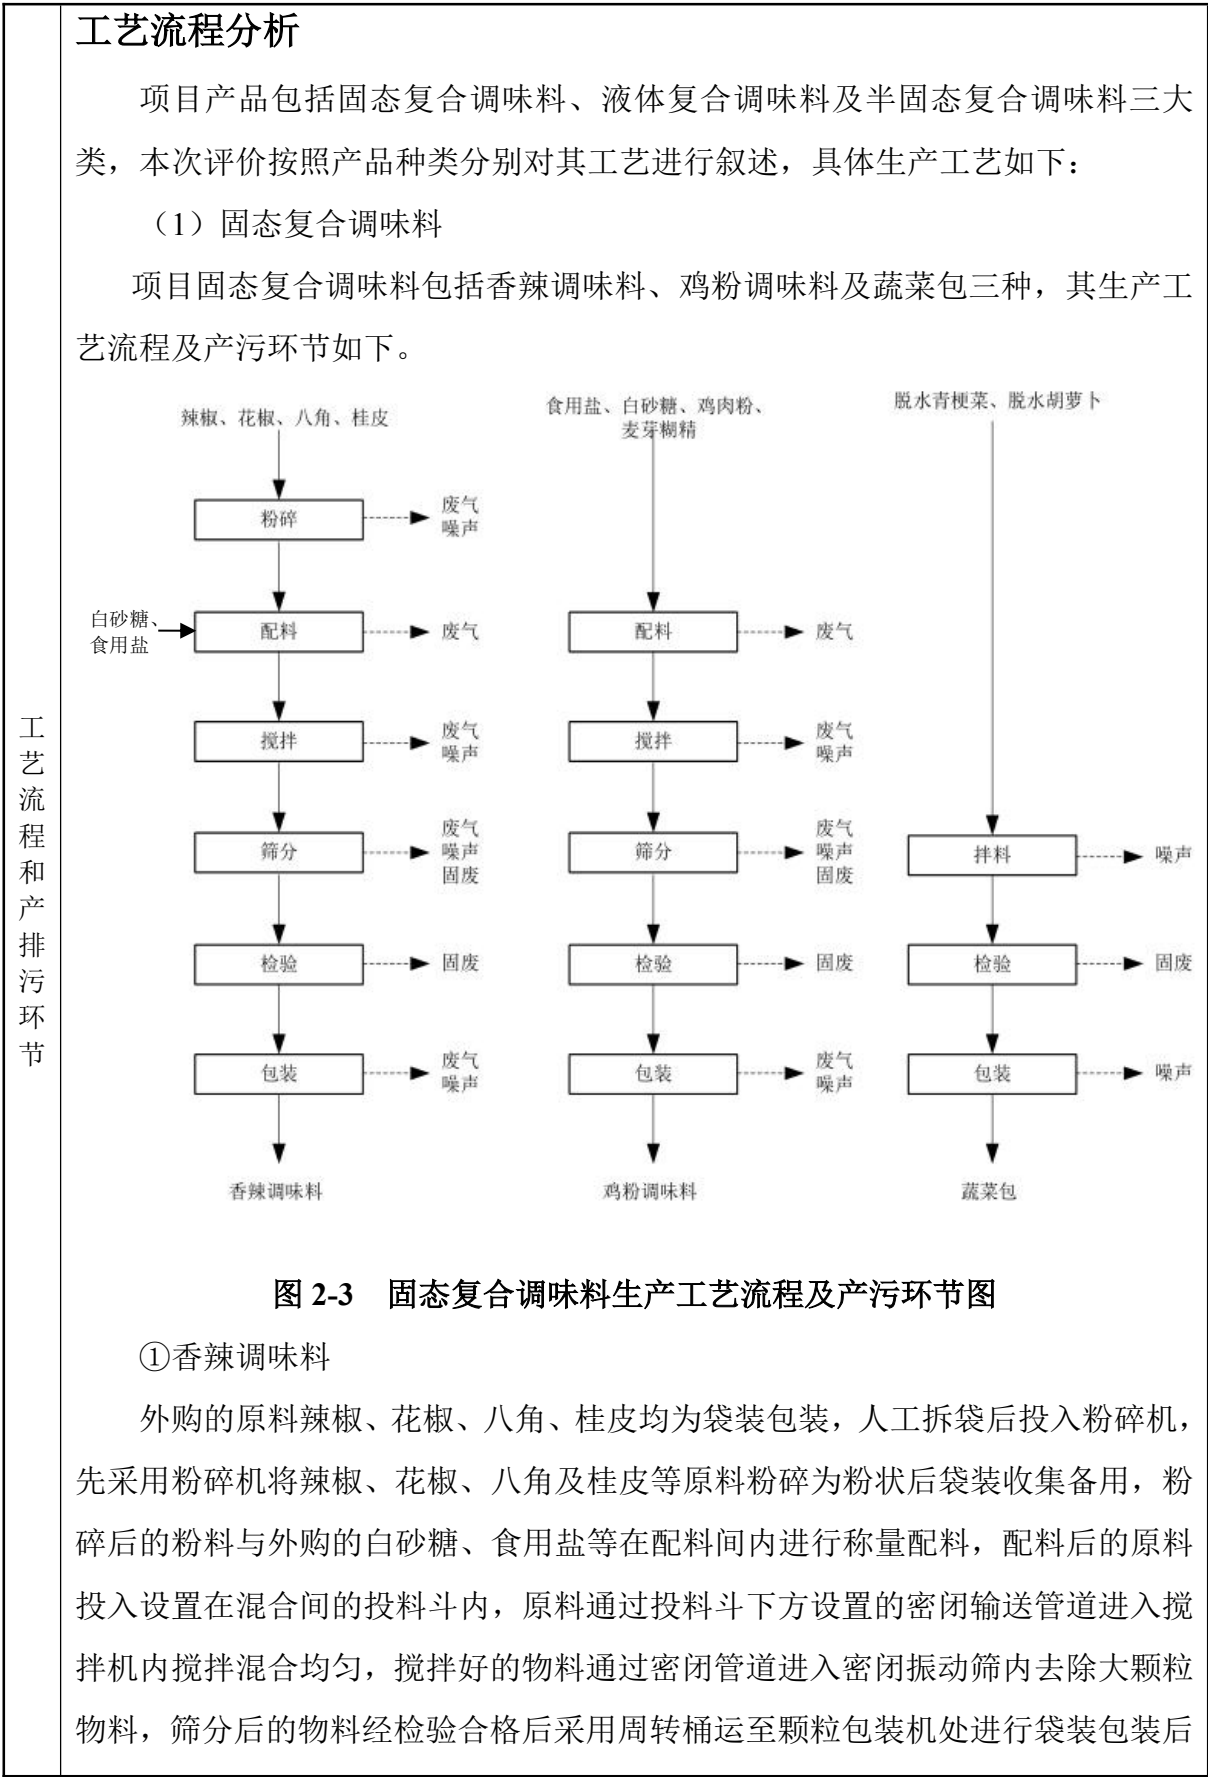 工艺流程和产排污环节
工艺流程分析
项目产品包括固态复合调味料、液体复合调味料及半固态复合调味料三大
类，本次评价按照产品种类分别对其工艺进行叙述，具体生产工艺如下：
（1）固态复合调味料
项目固态复合调味料包括香辣调味料、鸡粉调味料及蔬菜包三种，其生产工
艺流程及产污环节如下。
辣椒、花椒、八角、桂皮
粉碎
废气
噪声
白砂糖、
食用盐
配料
废气
搅拌
废气
噪声
筛分
废气
噪声
固废
检验
固废
包装
废气
噪声
香辣调味料
食用盐、白砂糖、鸡肉粉、
麦芽糊精
配料
废气
搅拌
废气
噪声
筛分
废气
噪声
固废
检验
固废
包装
废气
噪声
鸡粉调味料
脱水青梗菜、脱水胡萝卜
拌料
噪声
检验
固废
包装
噪声
蔬菜包
图 2-3 固态复合调味料生产工艺流程及产污环节图
①香辣调味料
外购的原料辣椒、花椒、八角、桂皮均为袋装包装，人工拆袋后投入粉碎机，
先采用粉碎机将辣椒、花椒、八角及桂皮等原料粉碎为粉状后袋装收集备用，粉
碎后的粉料与外购的白砂糖、食用盐等在配料间内进行称量配料，配料后的原料
投入设置在混合间的投料斗内，原料通过投料斗下方设置的密闭输送管道进入搅
拌机内搅拌混合均匀，搅拌好的物料通过密闭管道进入密闭振动筛内去除大颗粒
物料，筛分后的物料经检验合格后采用周转桶运至颗粒包装机处进行袋装包装后